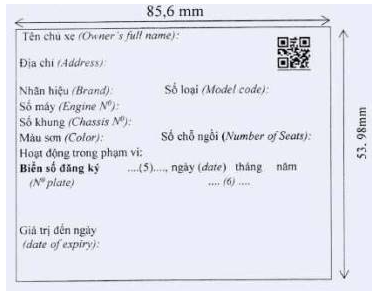 85,6 mm
Tên chủ xe (Owner's full name):
Địa chỉ (Address):
Nhãn hiệu (Brand): Số loại (Model code):
Số máy (Engine Nº):
Số khung (Chassis Nº):
Màu sơn (Color): Số chỗ ngồi (Number of Seats):
Hoạt động trong phạm vi:
Biển số đăng ký ....(5)...., ngày (date) tháng năm
(Nº plate) .... (6) ....
Giá trị đến ngày
(date of expiry):
53. 98mm